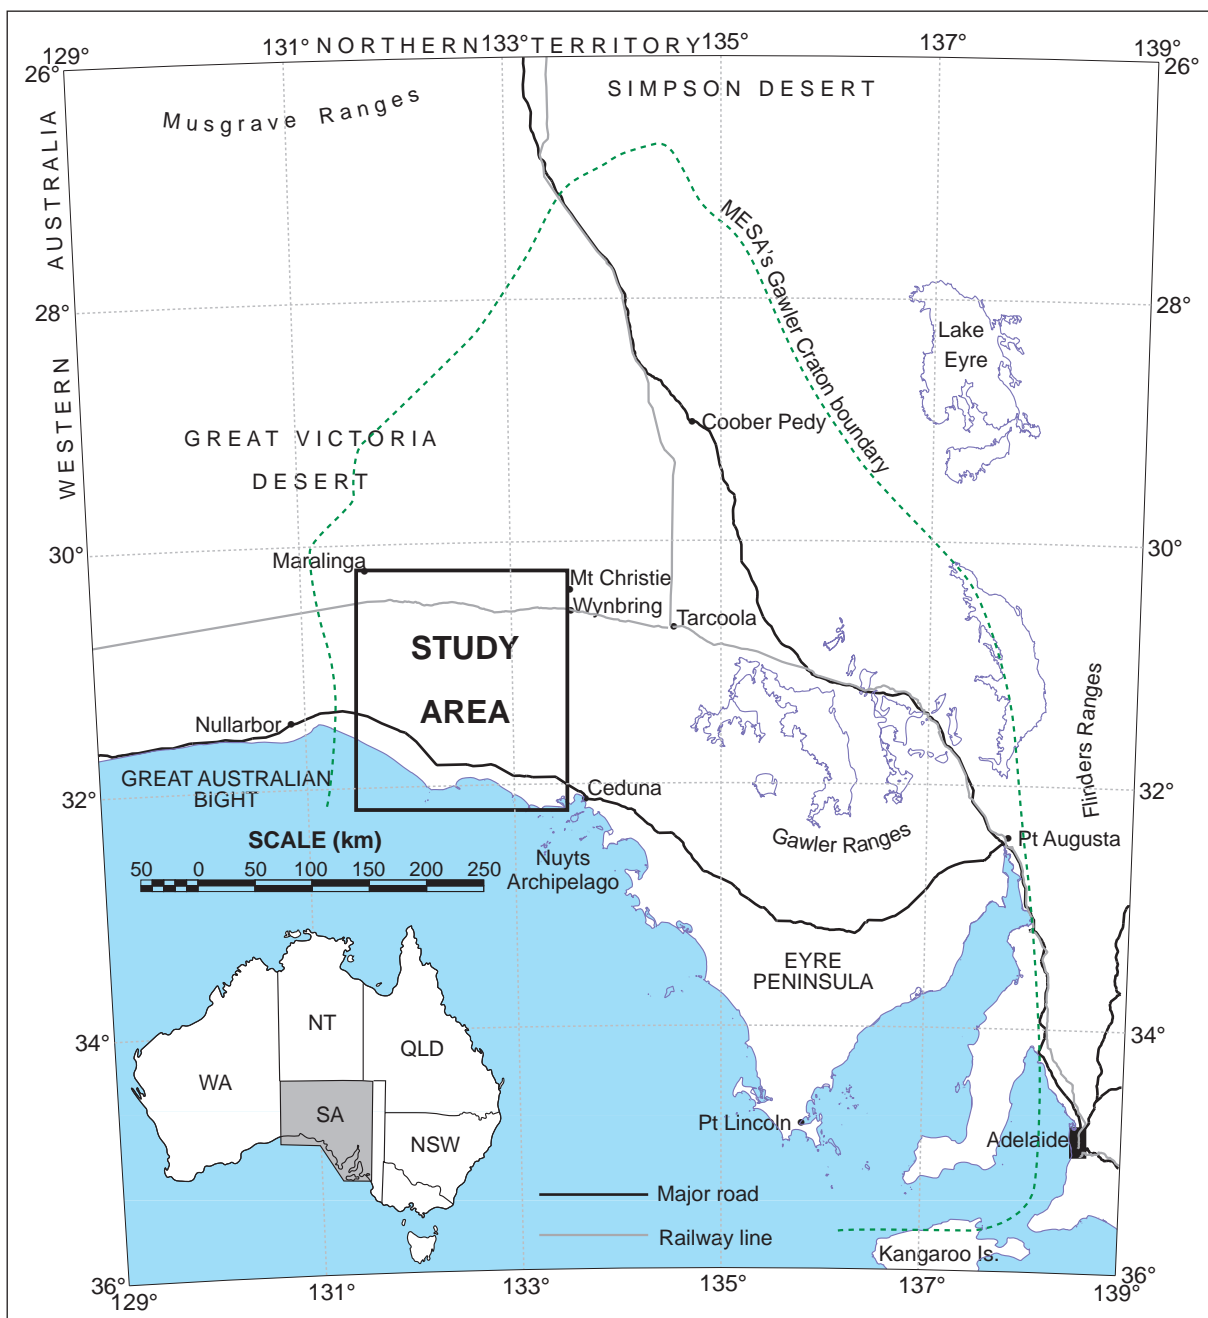 129°
131°
NORTHERN
133°
TERRITORY
135°
137°
139°
26°
26°
Musgrave Ranges
SIMPSON DESERT
WESTERN AUSTRALIA
MESA's Gawler Craton boundary
28°
28°
Lake
Eyre
Coober Pedy
GREAT VICTORIA
DESERT
30°
30°
Maralinga
Mt Christie
Wynbring
Tarcoola
STUDY
AREA
Flinders Ranges
Nullarbor
GREAT AUSTRALIAN
BIGHT
32°
32°
Ceduna
Gawler Ranges
Pt Augusta
SCALE (km)
50 0 50 100 150 200 250
Nuyts
Archipelago
EYRE
PENINSULA
NT
QLD
WA
SA
NSW
34°
34°
Pt Lincoln
Adelaide
Major road
Railway line
Kangaroo Is.
36°
36°
129°
131°
133°
135°
137°
139°